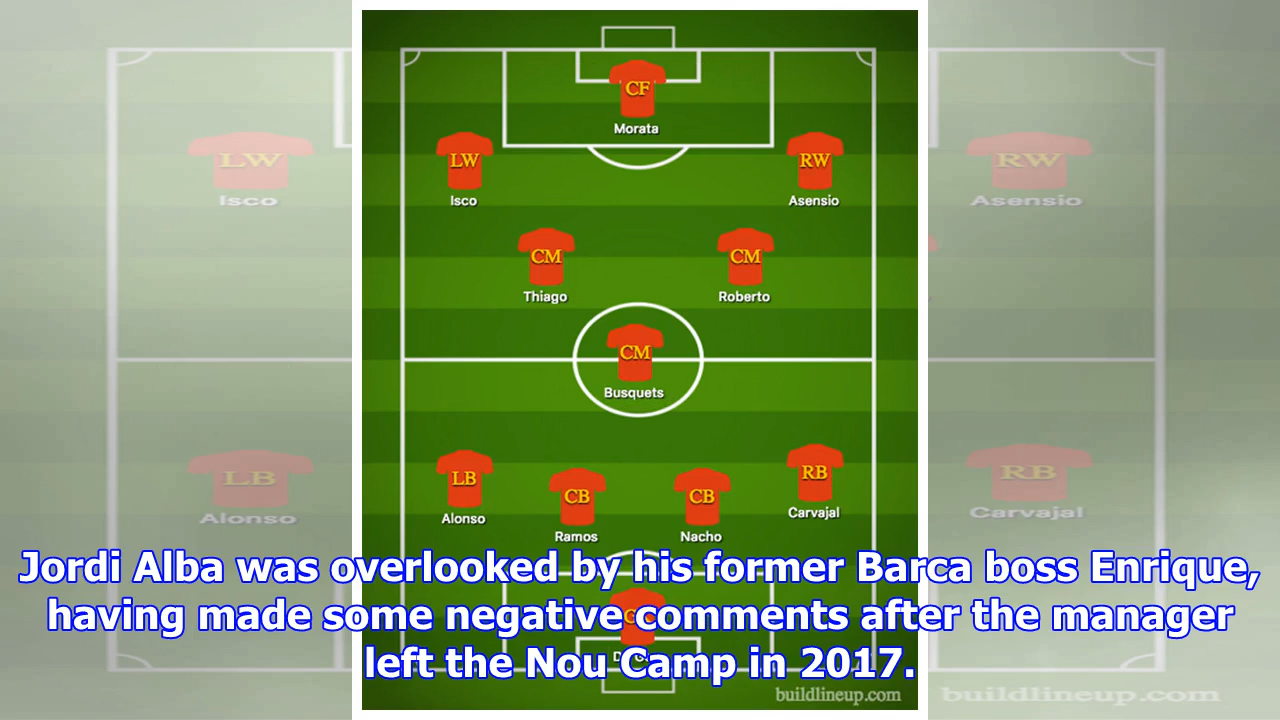 CF
Morata
LW
Isco
RW
Asensio
LW
Isco
RW
Asensio
CM
Thiago
CM
Roberto
CM
Busquets
LB
Alonso
CB
Ramos
CB
Nacho
RB
Carvajal
LB
Alonso
RB
Carvajal
Jordi Alba was overlooked by his former Barca boss Enrique,
having made some negative comments after the manager
left the Nou Camp in 2017.
buildlineup.com
buildlineup.com